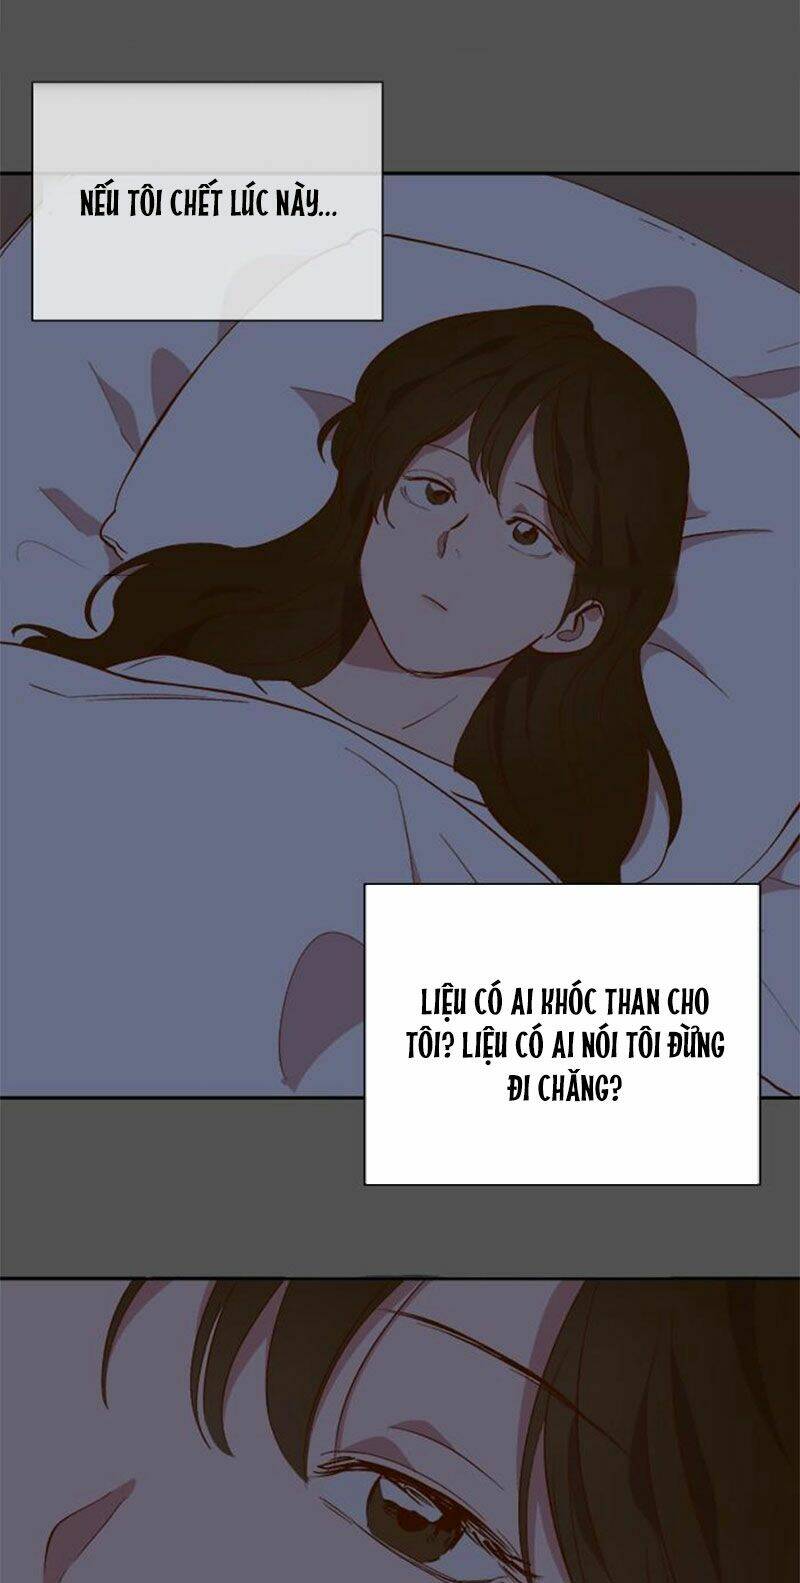 NẾU TÔI CHẾT LÚC NÀY...
LIỆU CÓ AI KHÓC THAN CHO
TÔI? LIỆU CÓ AI NÓI TÔI ĐỪNG
ĐI CHĂNG?